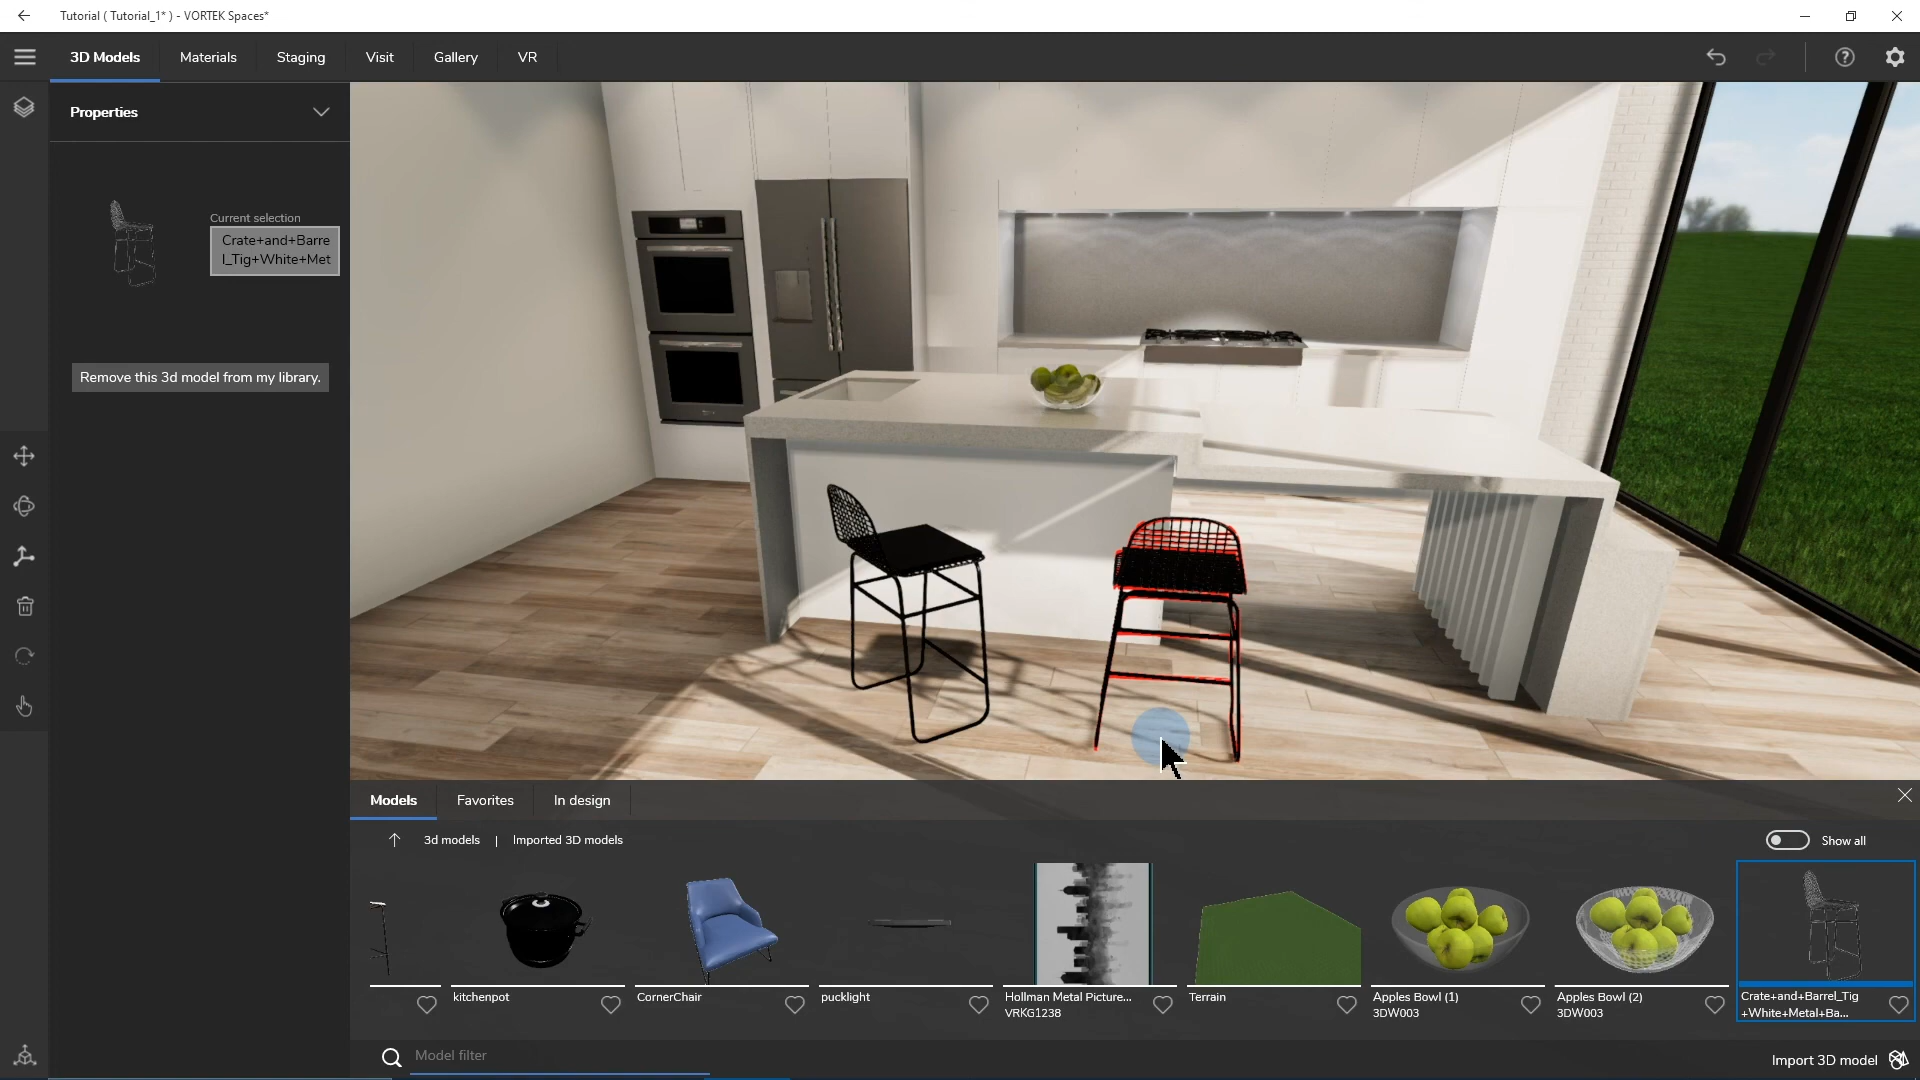 Tutorial ( Tutorial_1* ) - VORTEK Spaces*
3D Models
Materials
Staging
Visit
Gallery
VR
Properties
Current selection
Crate+and+Barre
l_Tig+White+Met
Remove this 3d model from my library.
Models
Favorites
In design
3d models | Imported 3D models
Show all
kitchenpot
CornerChair
pucklight
Hollman Metal Picture...
VRKG1238
Terrain
Apples Bowl (1)
3DW003
Apples Bowl (2)
3DW003
Crate+and+Barrel_Tig
+White+Metal+Ba...
Model filter
Import 3D model